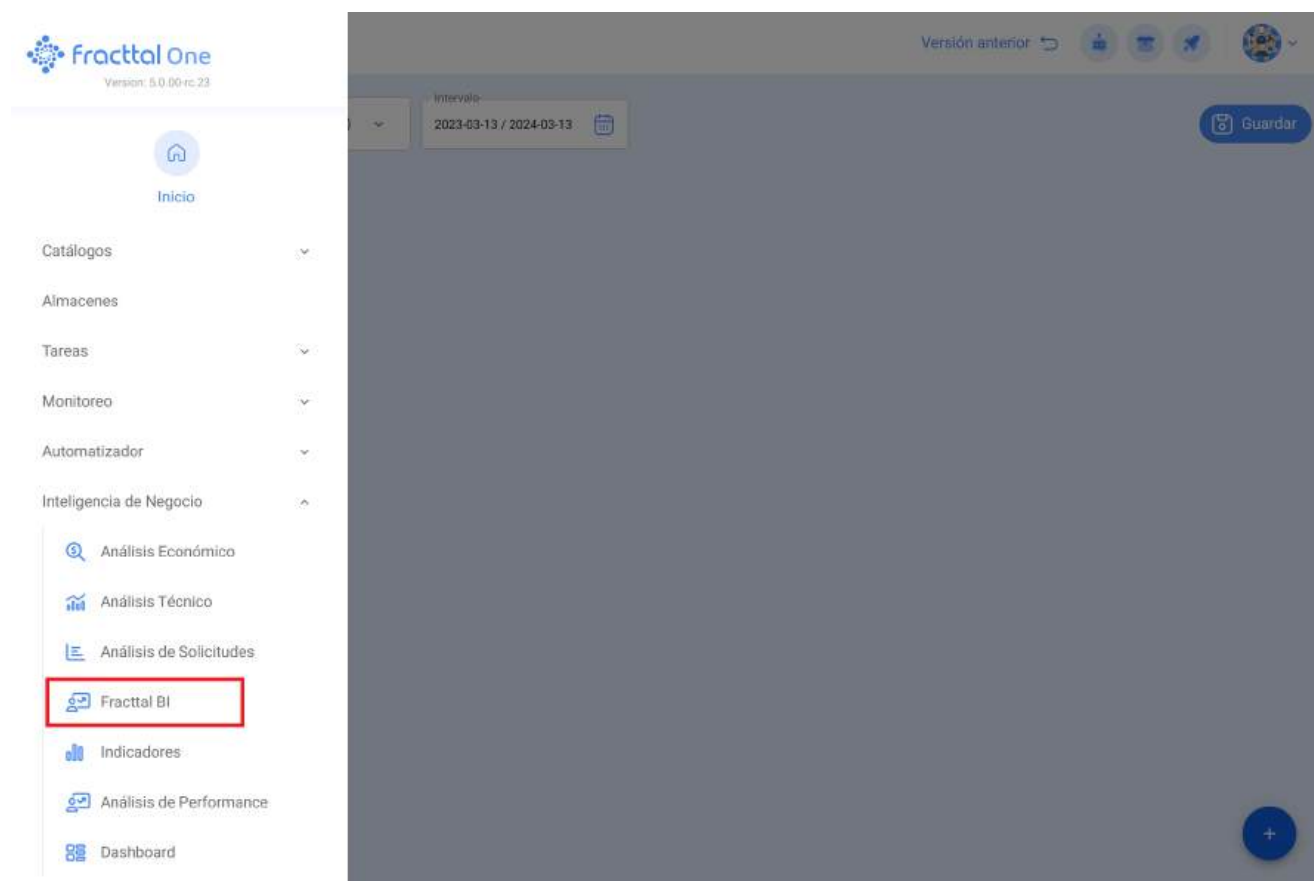 Fracttal One
Version: 5.0.00-rc.23
Versión anterior
Intervalo
2023-03-13 / 2024-03-13
Guardar
Inicio
Catálogos
Almacenes
Tareas
Monitoreo
Automatizador
Inteligencia de Negocio
Análisis Económico
Análisis Técnico
Análisis de Solicitudes
Fracttal BI
Indicadores
Análisis de Performance
Dashboard